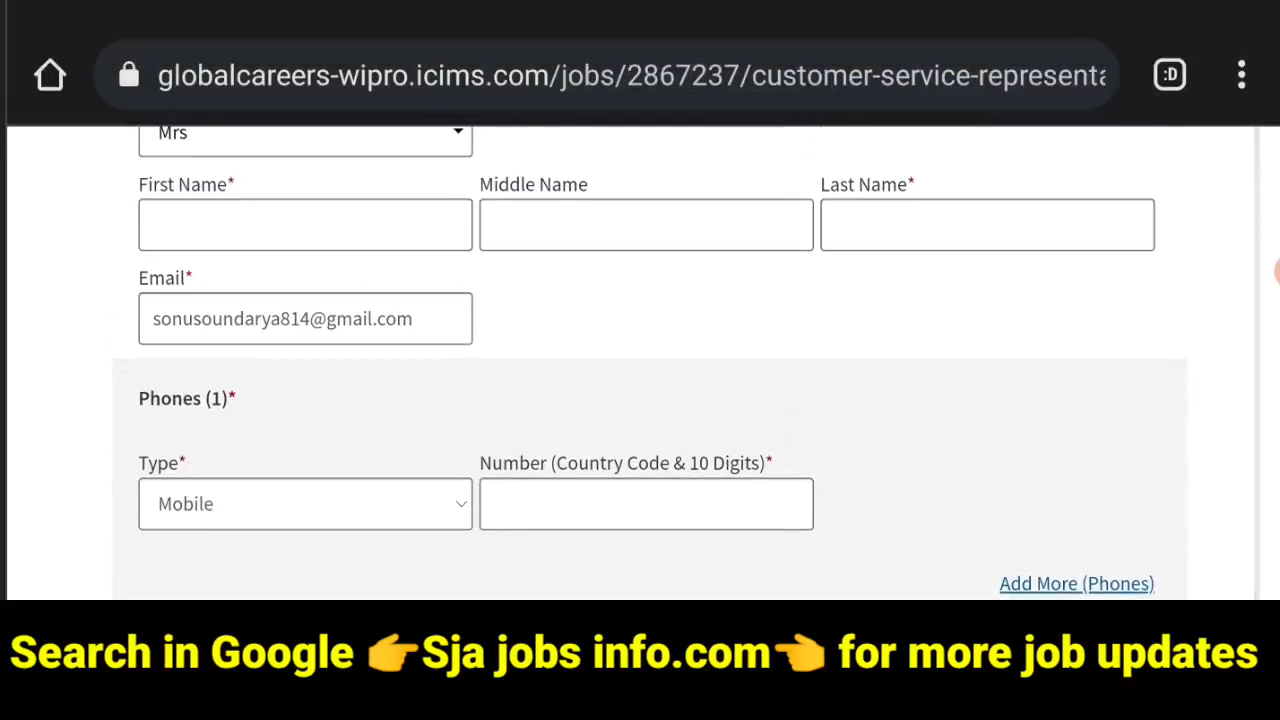 globalcareers-wipro.icims.com/jobs/2867237/customer-service-representa
:D
Mrs
First Name* Middle Name Last Name*
Email*
sonusoundarya814@gmail.com
Phones (1)*
Type* Number (Country Code & 10 Digits)*
Mobile
Add More (Phones)
Search in Google 👉Sja jobs info.com👈 for more job updates